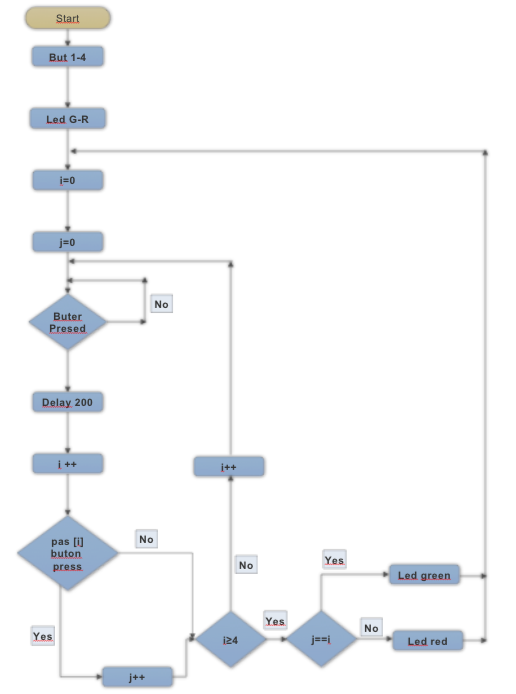 Start
But 1-4
Led G-R
i=0
j=0
No
Buter
Presed
Delay 200
i ++
i++
pas [i]
buton
press
No
No
Yes
Led green
Yes
No
Yes
i≥4
j==i
Led red
j++